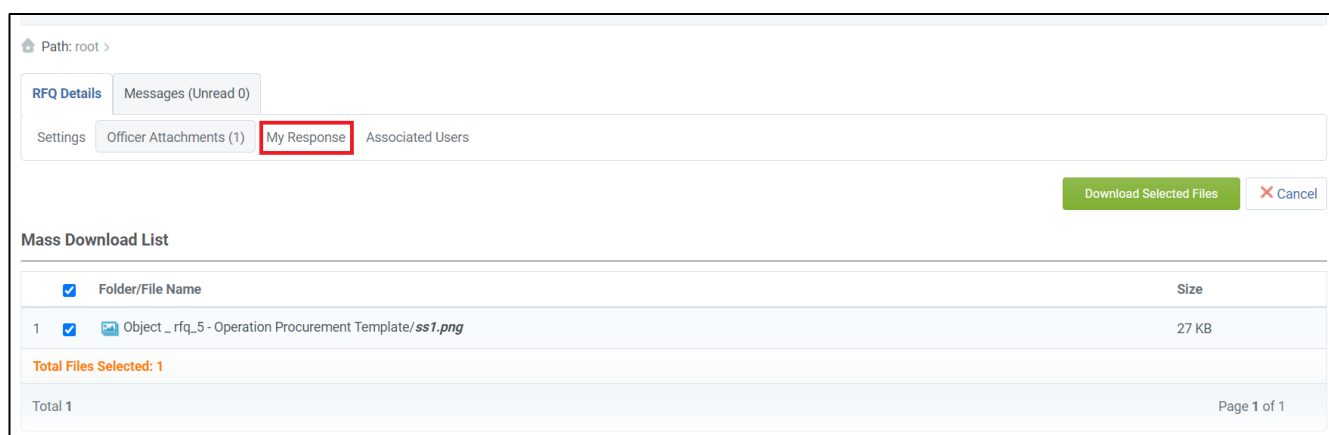 Path: root >
RFQ Details Messages (Unread 0)
Settings Officer Attachments (1) My Response Associated Users
Download Selected Files Cancel
Mass Download List
Folder/File Name Size
1 Object _ rfq_5 - Operation Procurement Template/ss1.png 27 KB
Total Files Selected: 1
Total 1 Page 1 of 1